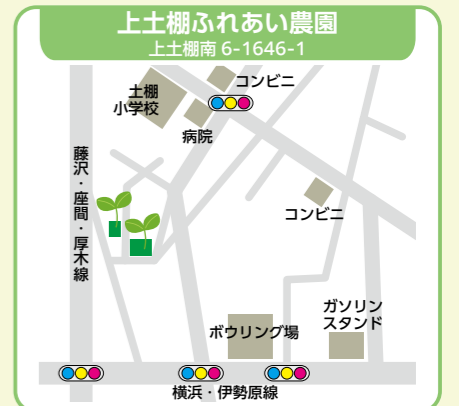 上土棚ふれあい農園
上土棚南 6-1646-1
コンビニ
土棚
小学校
病院
藤沢・座間・厚木線
コンビニ
ガソリン
スタンド
ボウリング場
横浜・伊勢原線